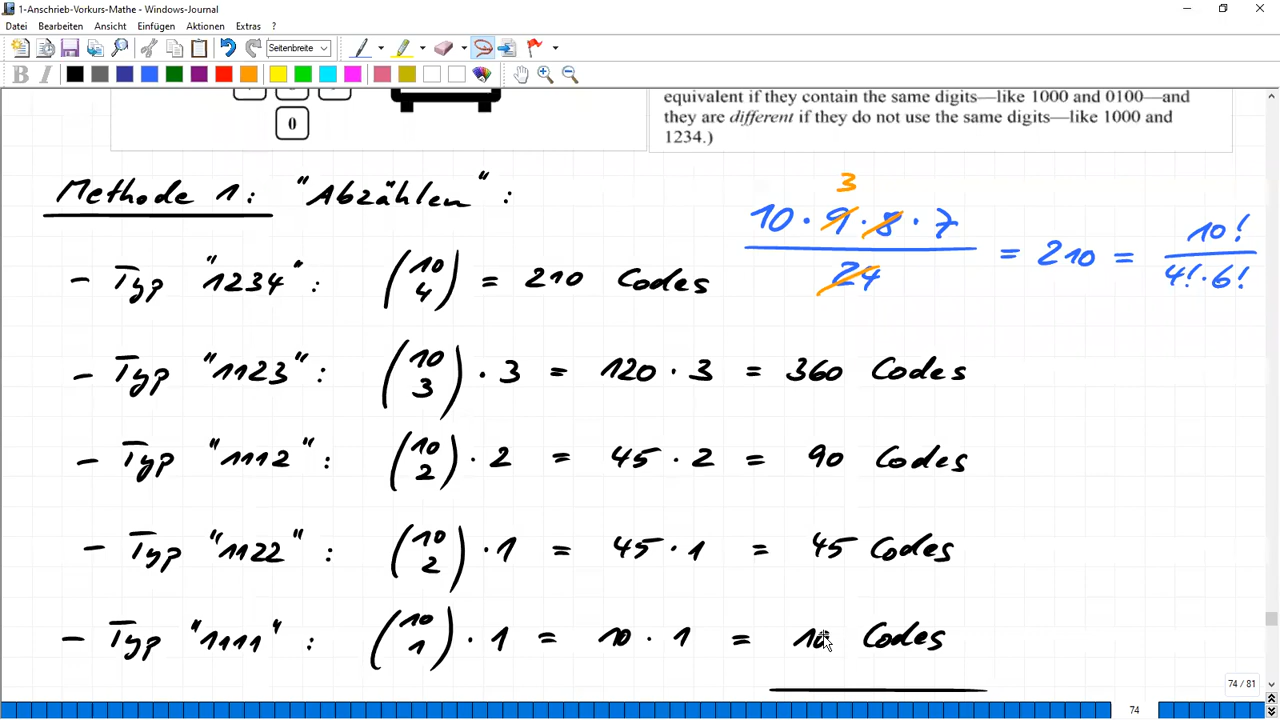 1-Anschrieb-Vorkurs-Mathe - Windows-Journal
Datei Bearbeiten Ansicht Einfügen Aktionen Extras ?
Seitenbreite
B I
0
equivalent if they contain the same digits—like 1000 and 0100—and
they are different if they do not use the same digits—like 1000 and
1234.)
Methode 1: "Abzählen":
3
10 · 9 · 8 · 7 / 24 = 210 = 10! / 4! · 6!
- Typ "1234": (10 4) = 210 Codes
- Typ "1123": (10 3) · 3 = 120 · 3 = 360 Codes
- Typ "1112": (10 2) · 2 = 45 · 2 = 90 Codes
- Typ "1122": (10 2) · 1 = 45 · 1 = 45 Codes
- Typ "1111": (10 1) · 1 = 10 · 1 = 10 Codes
74 / 81
74